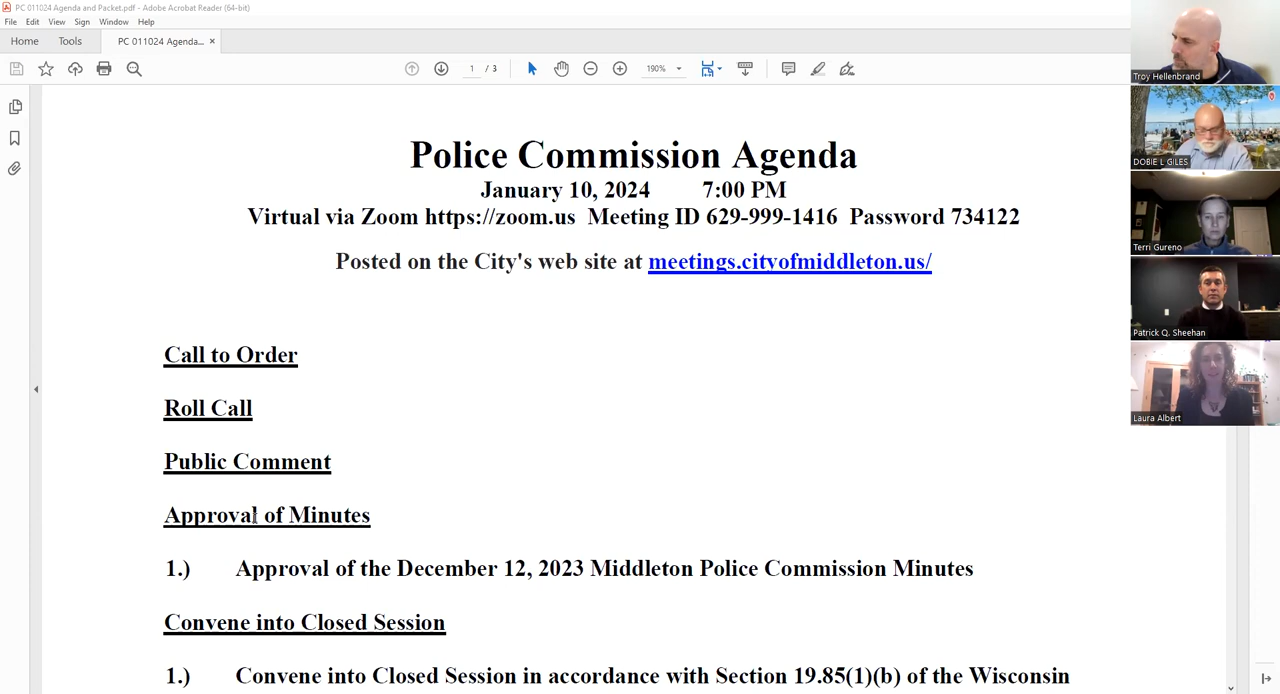 PC 011024 Agenda and Packet.pdf - Adobe Acrobat Reader (64-bit)
File Edit View Sign Window Help
Home Tools PC 011024 Agenda... ×
1 / 3 190%
Police Commission Agenda
January 10, 2024 7:00 PM
Virtual via Zoom https://zoom.us Meeting ID 629-999-1416 Password 734122
Posted on the City's web site at meetings.cityofmiddleton.us/
Call to Order
Roll Call
Public Comment
Approval of Minutes
1.) Approval of the December 12, 2023 Middleton Police Commission Minutes
Convene into Closed Session
1.) Convene into Closed Session in accordance with Section 19.85(1)(b) of the Wisconsin
Troy Hellenbrand
DOBIE L GILES
Terri Gureno
Patrick Q. Sheehan
Laura Albert